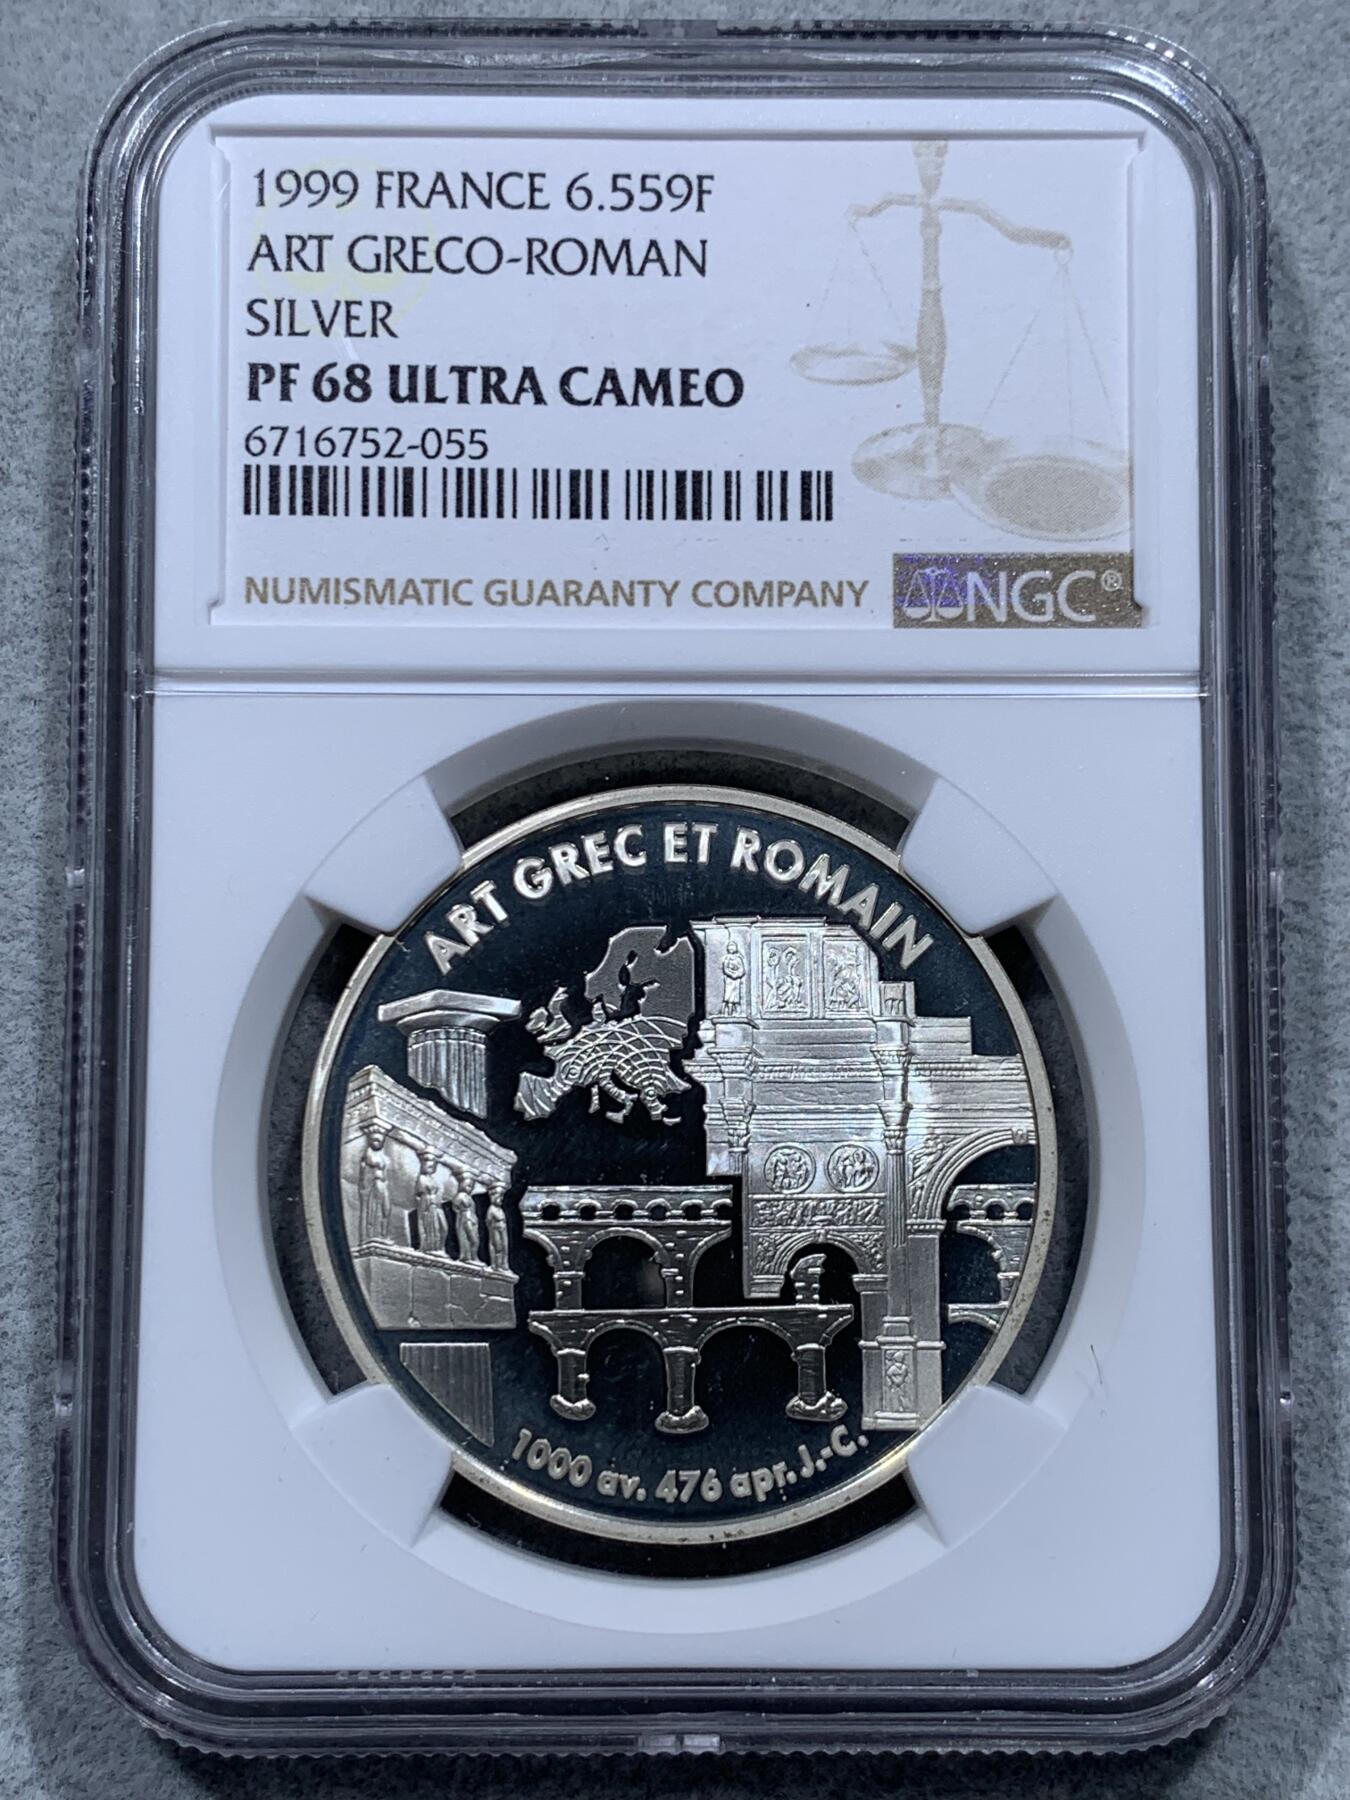 1999 FRANCE 6.559F
ART GRECO-ROMAN
SILVER
PF 68 ULTRA CAMEO
6716752-055
NUMISMATIC GUARANTY COMPANY
NGC®
ART GREC ET ROMAIN
1000 av. 476 apr. J.-C.